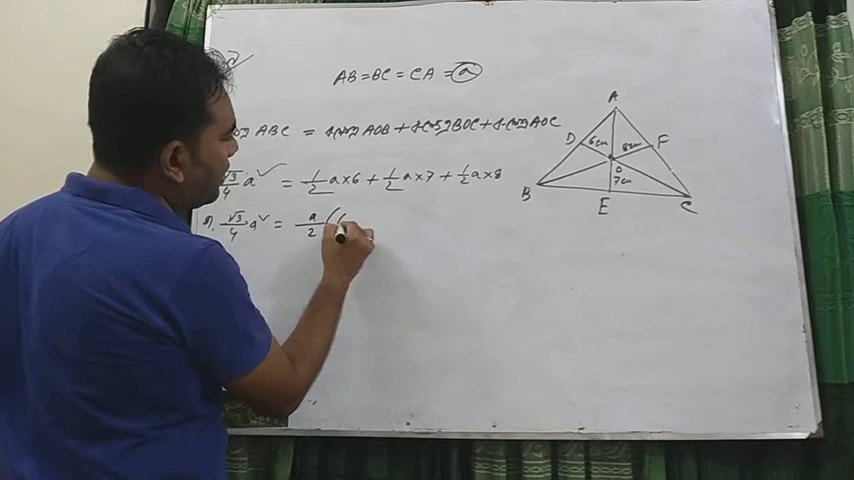 AB = BC = CA = a
ABC = AOB + BOC + AOC
√3/4 a² = 1/2 a×6 + 1/2 a×7 + 1/2 a×8
√3/4 a² = a/2 (
A
D
6cm
8cm
F
O
7cm
B
E
C